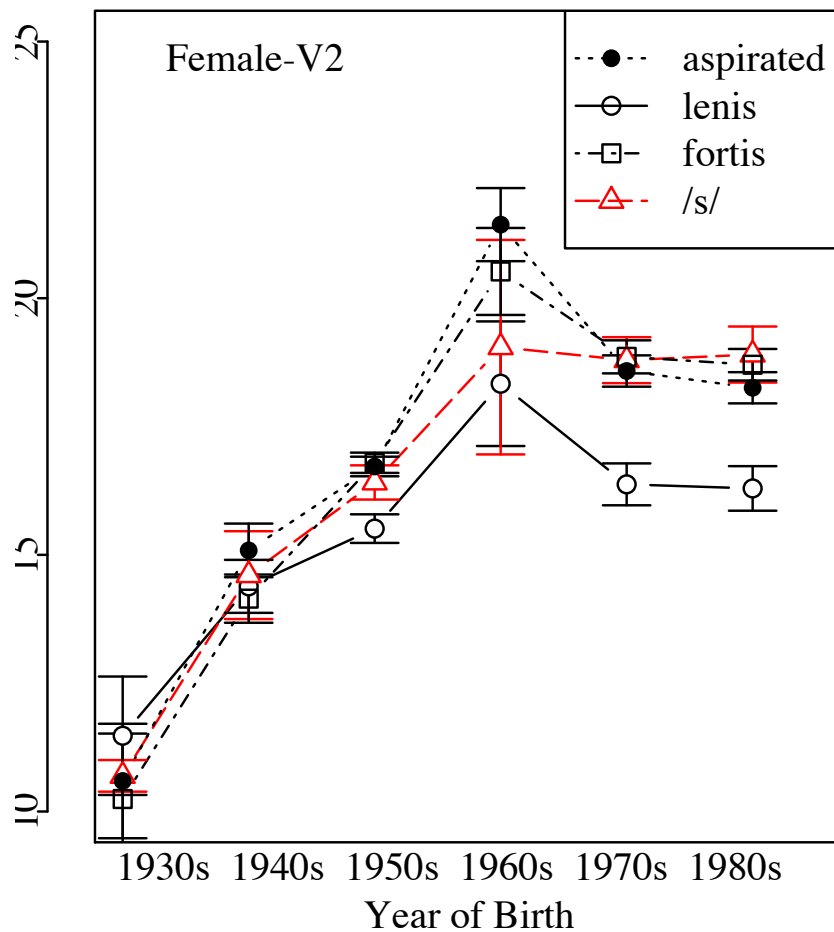 Female-V2
aspirated
lenis
fortis
/s/
25
20
15
10
1930s 1940s 1950s 1960s 1970s 1980s
Year of Birth